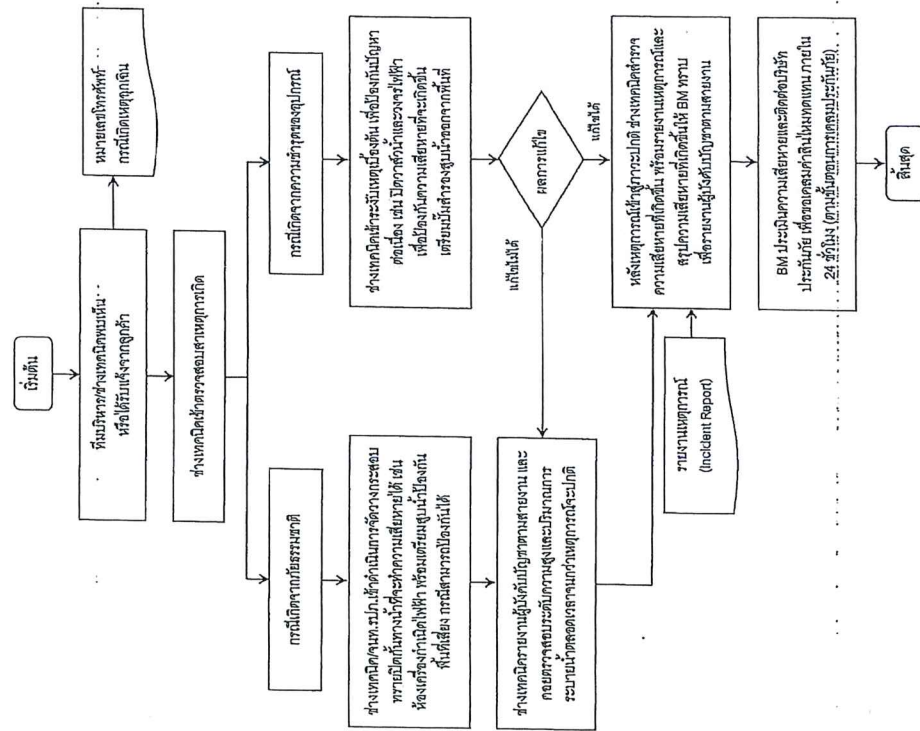 เริ่มต้น
ทีมบริหาร/ช่างเทคนิคพบเห็น
หรือได้รับแจ้งจากลูกค้า
หมายเลขโทรศัพท์
กรณีเกิดเหตุฉุกเฉิน
ช่างเทคนิคเข้าตรวจสอบสาเหตุการเกิด
กรณีเกิดจากภัยธรรมชาติ
กรณีเกิดจากความชำรุดของอุปกรณ์
ช่างเทคนิค/จนท.รปภ.เข้าดำเนินการจัดวางกระสอบ
ทรายปิดกั้นทางน้ำที่จะทำความเสียหายได้ เช่น
ห้องเครื่องกำเนิดไฟฟ้า พร้อมเตรียมสูบน้ำป้องกัน
พื้นที่เสี่ยง กรณีสามารถป้องกันได้
ช่างเทคนิคเข้าระงับเหตุเบื้องต้น เพื่อป้องกันปัญหา
ต่อเนื่อง เช่น ปิดวาล์วน้ำและวงจรไฟฟ้า
เพื่อป้องกันความเสียหายที่จะเกิดขึ้น
เตรียมปั๊มสำรองสูบน้ำออกจากพื้นที่
ผลการแก้ไข
แก้ไขไม่ได้
แก้ไขได้
ช่างเทคนิครายงานผู้บังคับบัญชาตามสายงาน และ
คอยตรวจสอบระดับความสูงและปริมาณการ
ระบายน้ำตลอดเวลาจนกว่าเหตุการณ์จะปกติ
หลังเหตุการณ์เข้าสู่ภาวะปกติ ช่างเทคนิคสำรวจ
ความเสียหายที่เกิดขึ้น พร้อมรายงานเหตุการณ์และ
สรุปความเสียหายที่เกิดขึ้นให้ BM ทราบ
เพื่อรายงานผู้บังคับบัญชาตามสายงาน
รายงานเหตุการณ์
(Incident Report)
BM ประเมินความเสียหายและติดต่อบริษัท
ประกันภัย เพื่อขอเคลมค่าสินไหมทดแทน ภายใน
24 ชั่วโมง (ตามขั้นตอนการเคลมประกันภัย)
สิ้นสุด